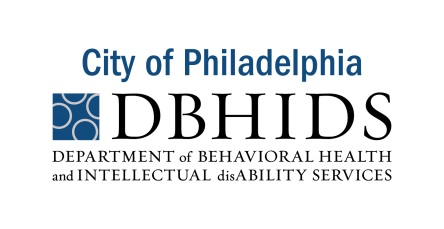 City of Philadelphia
DBHIDS
DEPARTMENT of BEHAVIORAL HEALTH
and INTELLECTUAL disABILITY SERVICES